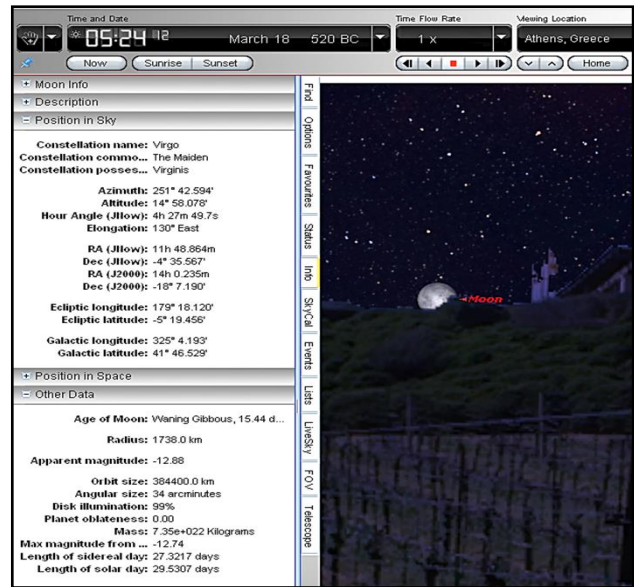 Time and Date
Time Flow Rate
Viewing Location
05:24 12
March 18
520 BC
1 x
Athens, Greece
Now
Sunrise
Sunset
Home
Moon Info
Description
Position in Sky
Constellation name: Virgo
Constellation commo... The Maiden
Constellation posses... Virginis
Azimuth: 251° 42.594'
Altitude: 14° 58.078'
Hour Angle (JNow): 4h 27m 49.7s
Elongation: 130° East
RA (JNow): 11h 48.864m
Dec (JNow): -4° 35.567'
RA (J2000): 14h 0.235m
Dec (J2000): -18° 7.190'
Ecliptic longitude: 179° 18.120'
Ecliptic latitude: -5° 19.456'
Galactic longitude: 325° 4.193'
Galactic latitude: 41° 46.529'
Position in Space
Other Data
Age of Moon: Waning Gibbous, 15.44 d...
Radius: 1738.0 km
Apparent magnitude: -12.88
Orbit size: 384400.0 km
Angular size: 34 arcminutes
Disk illumination: 99%
Planet oblateness: 0.00
Mass: 7.35e+022 Kilograms
Max magnitude from ... -12.74
Length of sidereal day: 27.3217 days
Length of solar day: 29.5307 days
Find
Options
Favourites
Status
Info
SkyCal
Events
Lists
LiveSky
FOV
Telescope
Moon